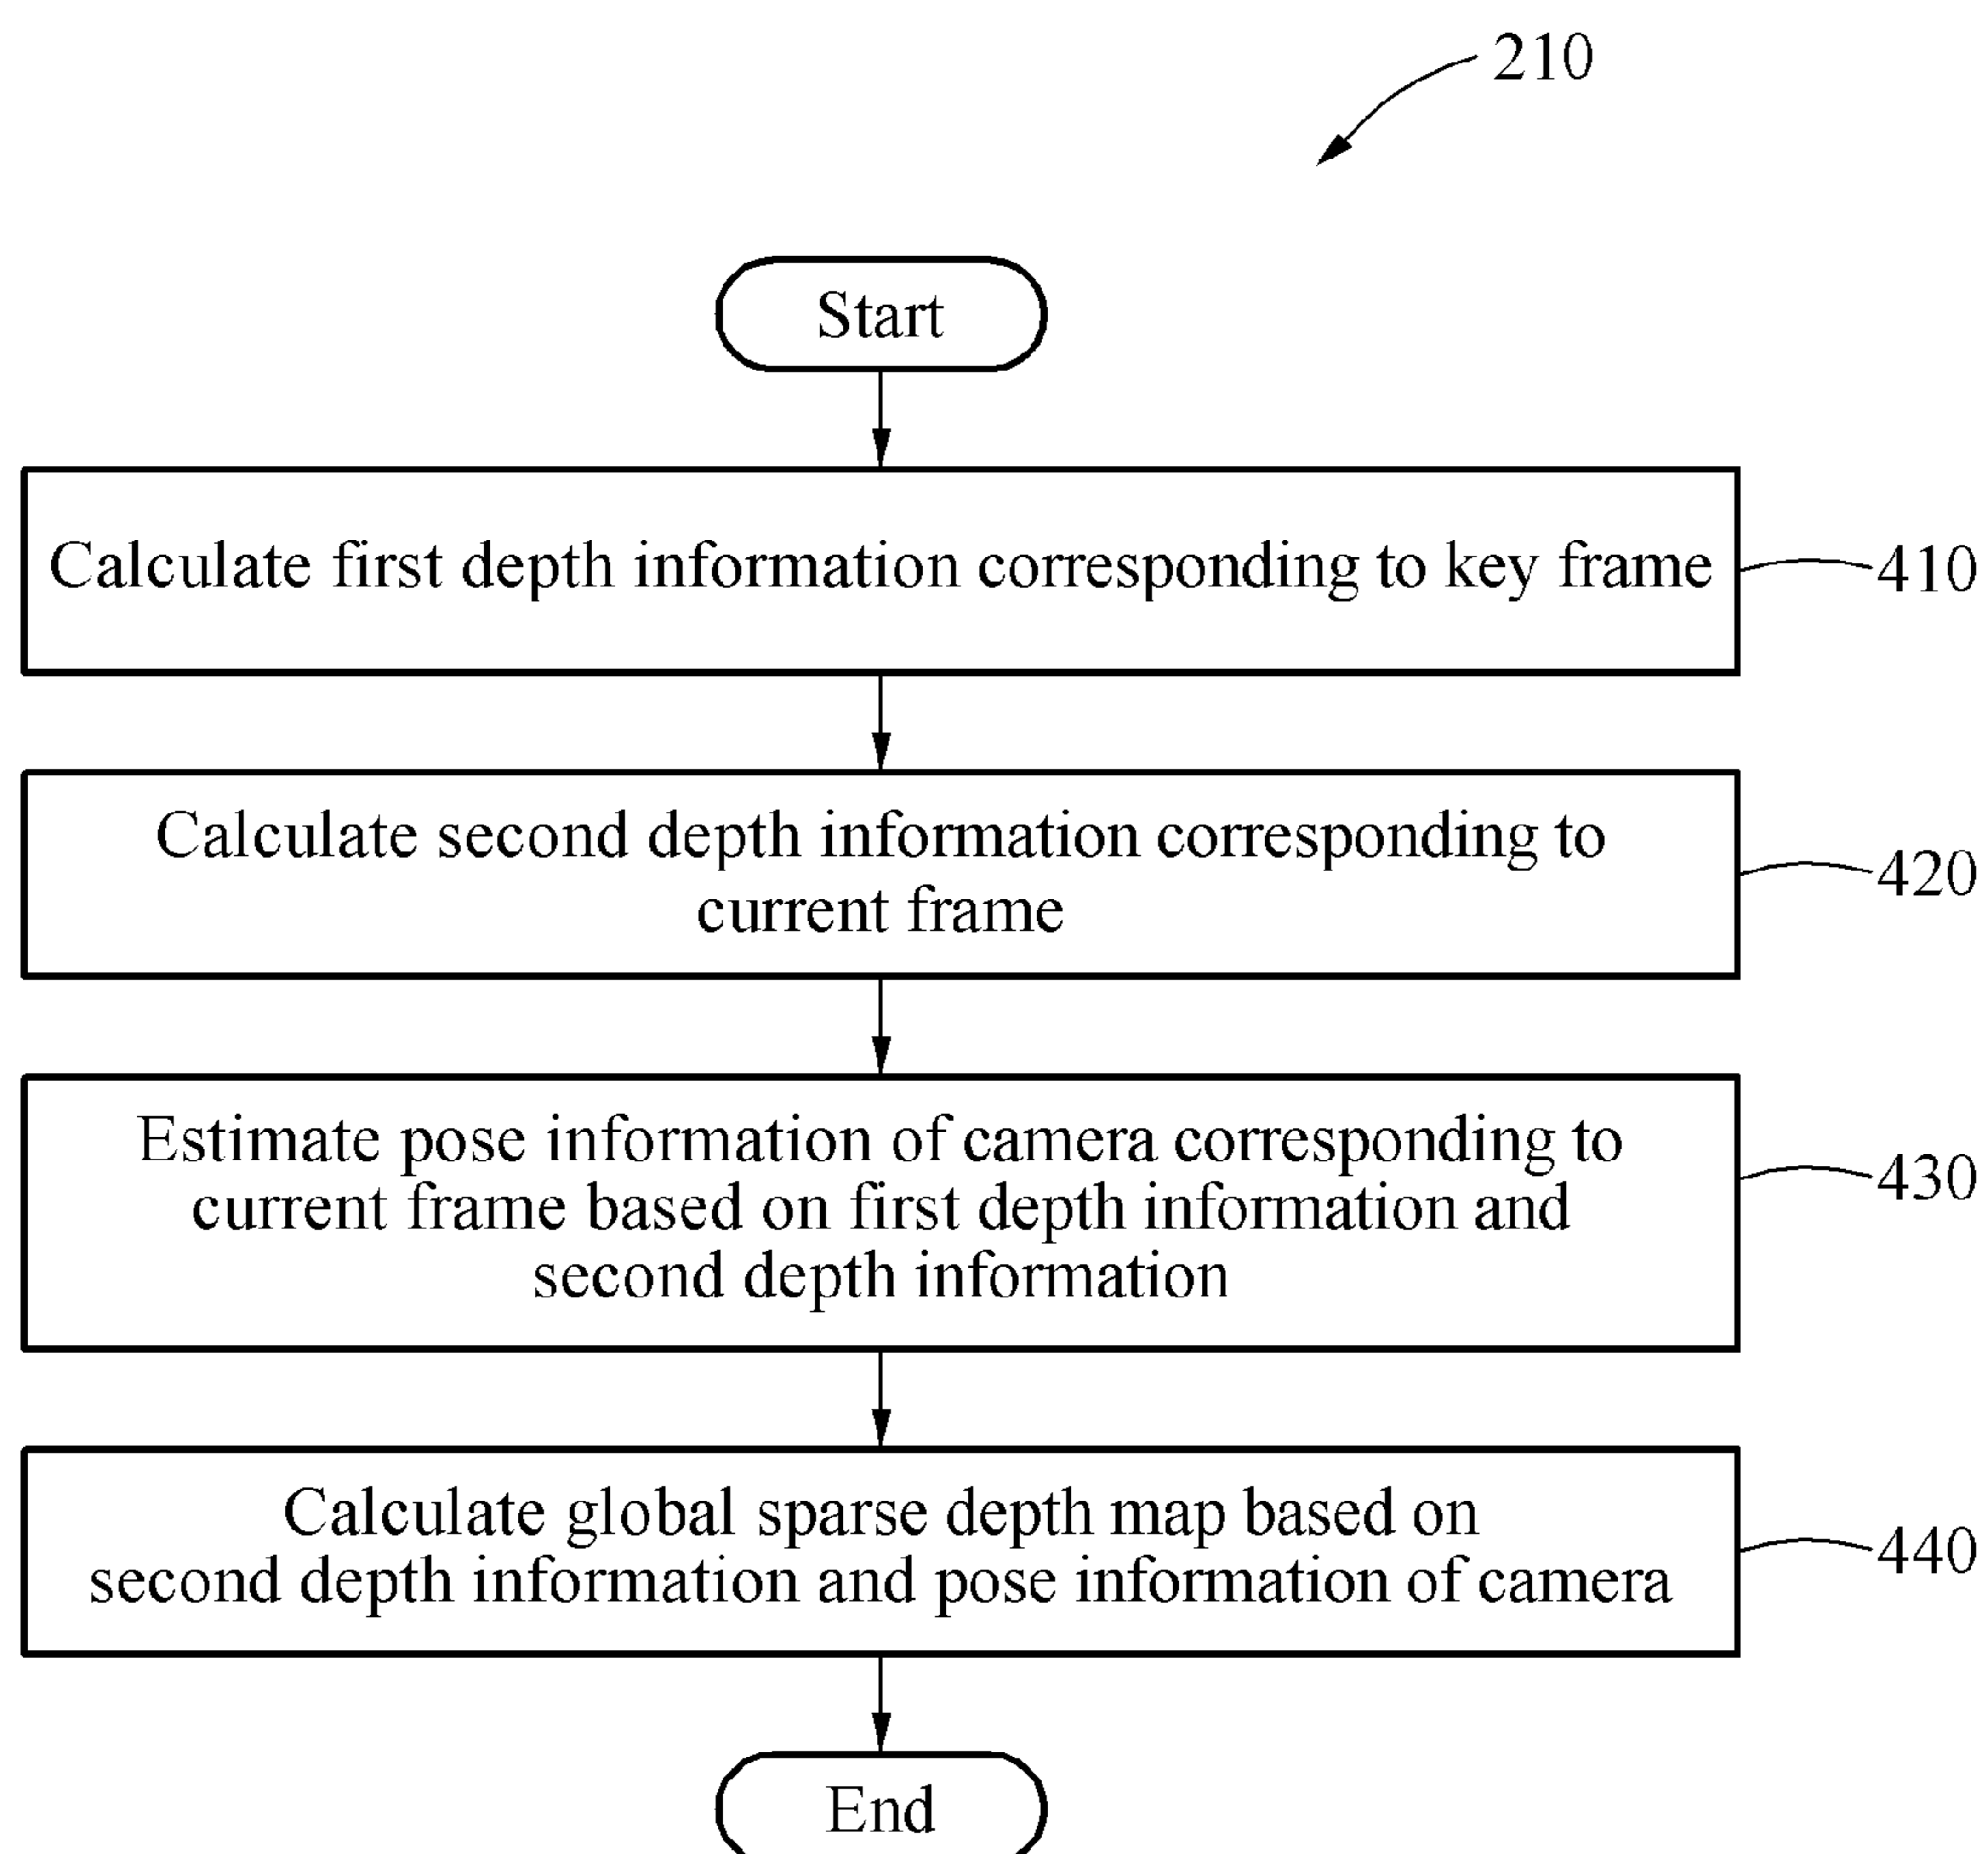 210
Start
Calculate first depth information corresponding to key frame
410
Calculate second depth information corresponding to
current frame
420
Estimate pose information of camera corresponding to
current frame based on first depth information and
second depth information
430
Calculate global sparse depth map based on
second depth information and pose information of camera
440
End